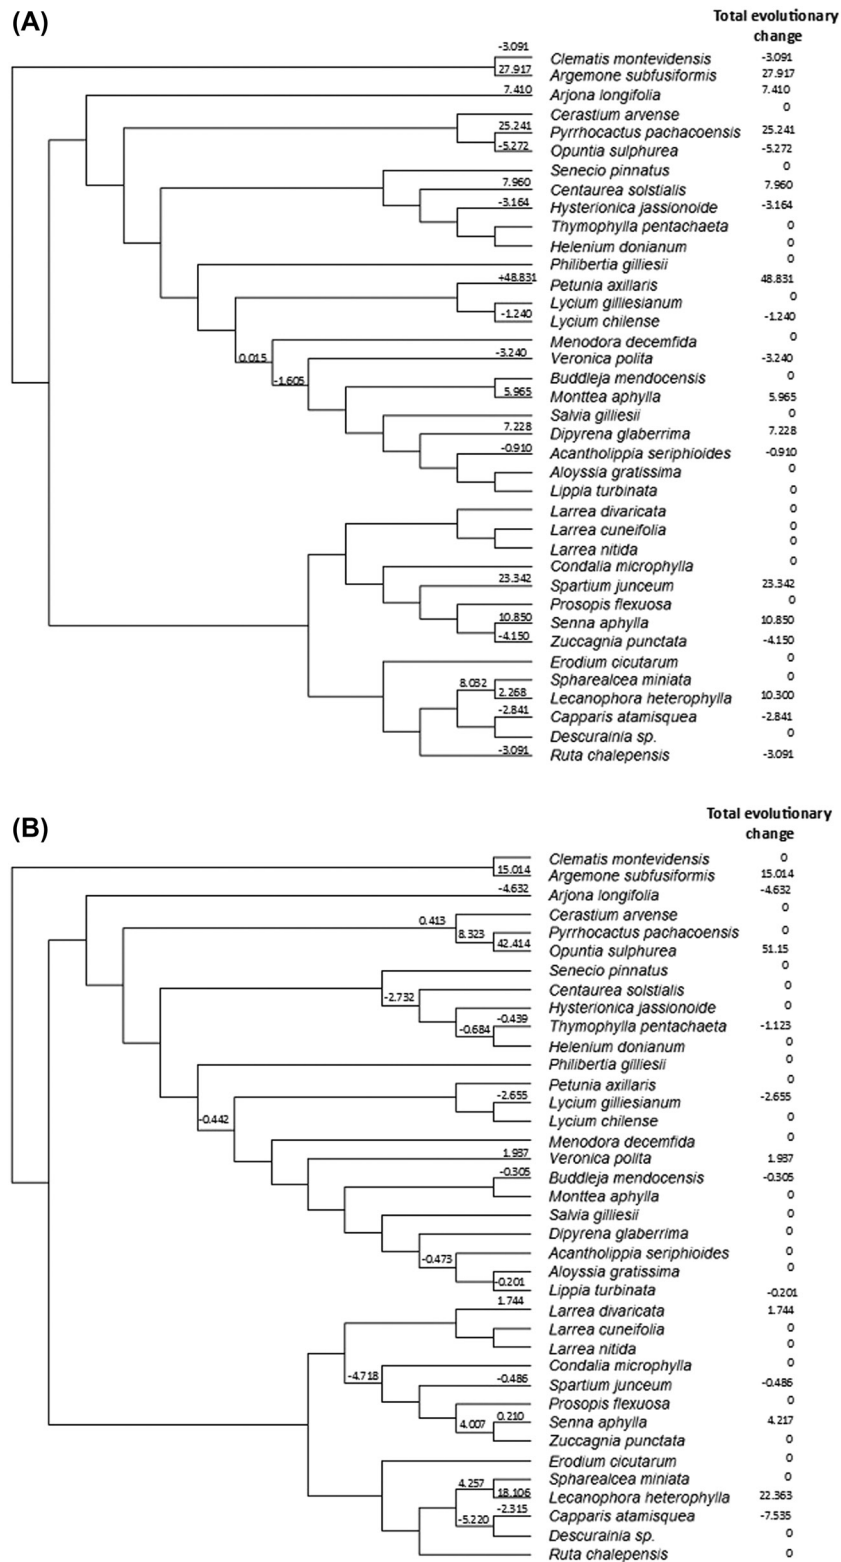 (A)
Total evolutionary
change
-3.091
Clematis montevidensis -3.091
27.917 Argemone subfusiformis 27.917
7.410 Arjona longifolia 7.410
Cerastium arvense 0
25.241 Pyrrhocactus pachacoensis 25.241
-5.272 Opuntia sulphurea -5.272
Senecio pinnatus 0
7.960 Centaurea solstialis 7.960
-3.164 Hysterionica jassionoide -3.164
Thymophylla pentachaeta 0
Helenium donianum 0
Philibertia gilliesii 0
+48.831 Petunia axillaris 48.831
Lycium gilliesianum 0
-1.240 Lycium chilense -1.240
Menodora decemfida 0
0.015 -3.240 Veronica polita -3.240
-1.605 Buddleja mendocensis 0
5.965 Monttea aphylla 5.965
Salvia gilliesii 0
7.228 Dipyrena glaberrima 7.228
-0.910 Acantholippia seriphioides -0.910
Aloyssia gratissima 0
Lippia turbinata 0
Larrea divaricata 0
Larrea cuneifolia 0
Larrea nitida 0
Condalia microphylla 0
23.342 Spartium junceum 23.342
Prosopis flexuosa 0
10.850 Senna aphylla 10.850
-4.150 Zuccagnia punctata -4.150
Erodium cicutarum 0
8.032 Spharealcea miniata 0
2.268 Lecanophora heterophylla 10.300
-2.841 Capparis atamisquea -2.841
Descurainia sp. 0
-3.091 Ruta chalepensis -3.091
(B)
Total evolutionary
change
Clematis montevidensis 0
15.014 Argemone subfusiformis 15.014
-4.632 Arjona longifolia -4.632
0.413 Cerastium arvense 0
8.323 Pyrrhocactus pachacoensis 0
42.414 Opuntia sulphurea 51.15
Senecio pinnatus 0
-2.732 Centaurea solstialis 0
Hysterionica jassionoide 0
-0.684 -0.439 Thymophylla pentachaeta -1.123
Helenium donianum 0
Philibertia gilliesii 0
Petunia axillaris 0
-2.655 Lycium gilliesianum -2.655
-0.442 Lycium chilense 0
Menodora decemfida 0
1.937 Veronica polita 1.937
-0.305 Buddleja mendocensis -0.305
Monttea aphylla 0
Salvia gilliesii 0
Dipyrena glaberrima 0
-0.473 Acantholippia seriphioides 0
Aloyssia gratissima 0
-0.201 Lippia turbinata -0.201
1.744 Larrea divaricata 1.744
Larrea cuneifolia 0
Larrea nitida 0
-4.718 Condalia microphylla 0
-0.486 Spartium junceum -0.486
Prosopis flexuosa 0
4.007 0.210 Senna aphylla 4.217
Zuccagnia punctata 0
Erodium cicutarum 0
4.257 Spharealcea miniata 0
18.106 Lecanophora heterophylla 22.363
-5.220 -2.315 Capparis atamisquea -7.535
Descurainia sp. 0
Ruta chalepensis 0